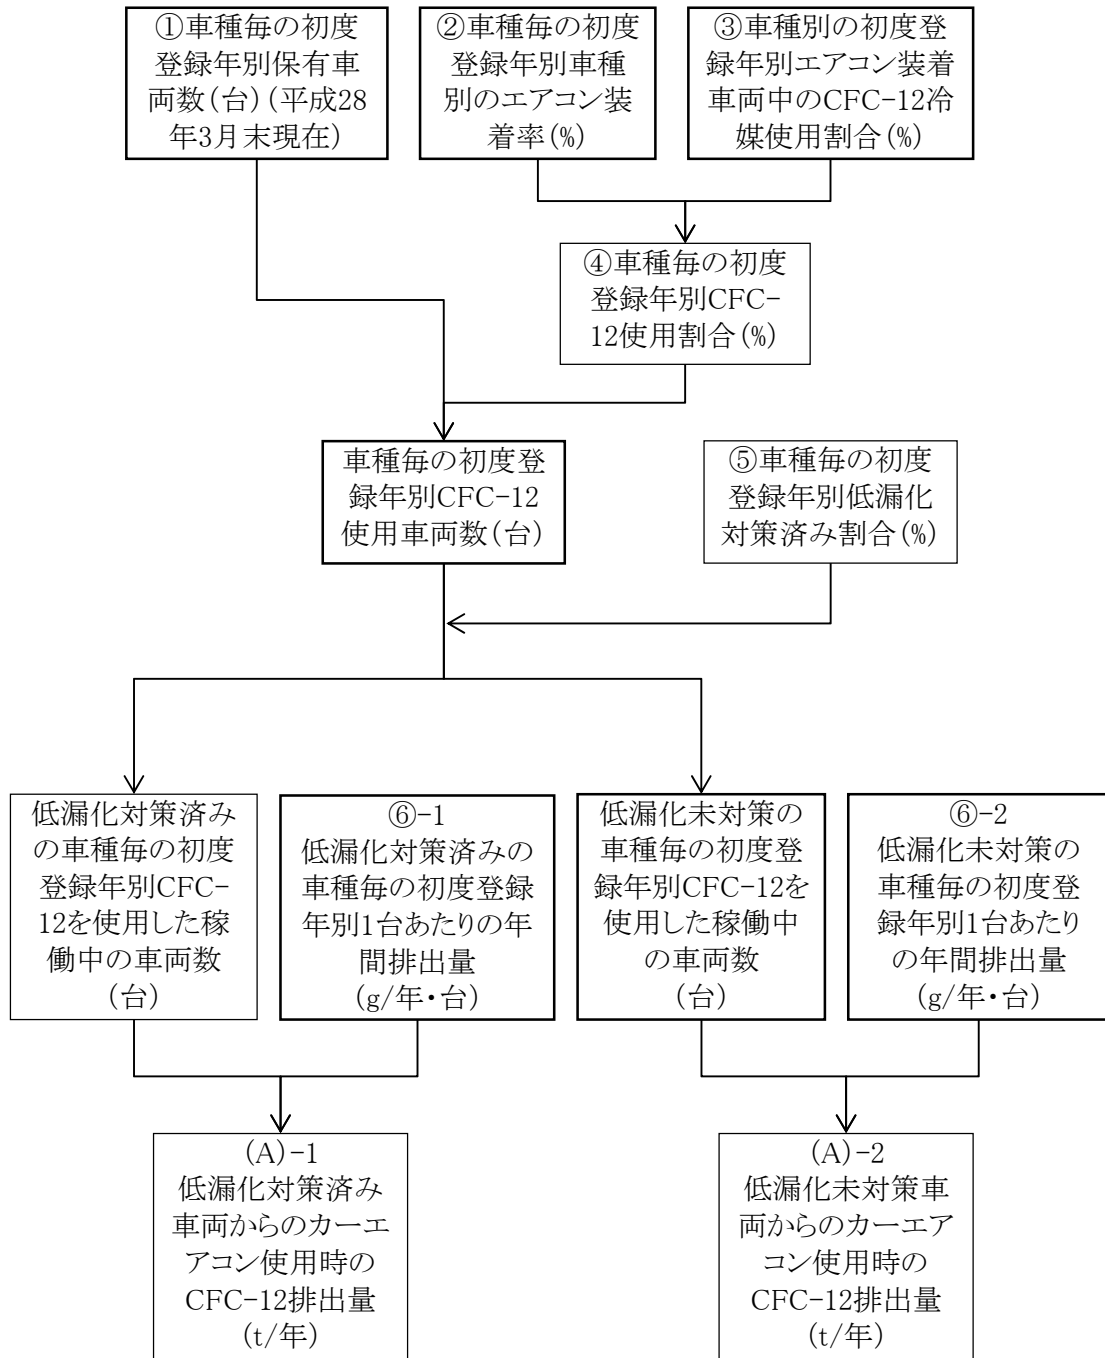 ①車種毎の初度
登録年別保有車
両数(台)(平成28
年3月末現在)
②車種毎の初度
登録年別車種
別のエアコン装
着率(%)
③車種別の初度登
録年別エアコン装着
車両中のCFC-12冷
媒使用割合(%)
④車種毎の初度
登録年別CFC-
12使用割合(%)
車種毎の初度登
録年別CFC-12
使用車両数(台)
⑤車種毎の初度
登録年別低漏化
対策済み割合(%)
低漏化対策済み
の車種毎の初度
登録年別CFC-
12を使用した稼
働中の車両数
(台)
⑥-1
低漏化対策済みの
車種毎の初度登録
年別1台あたりの年
間排出量
(g/年・台)
低漏化未対策の
車種毎の初度登
録年別CFC-12を
使用した稼働中
の車両数
(台)
⑥-2
低漏化未対策の
車種毎の初度登
録年別1台あたり
の年間排出量
(g/年・台)
(A)-1
低漏化対策済み
車両からのカーエ
アコン使用時の
CFC-12排出量
(t/年)
(A)-2
低漏化未対策車
両からのカーエア
コン使用時の
CFC-12排出量
(t/年)